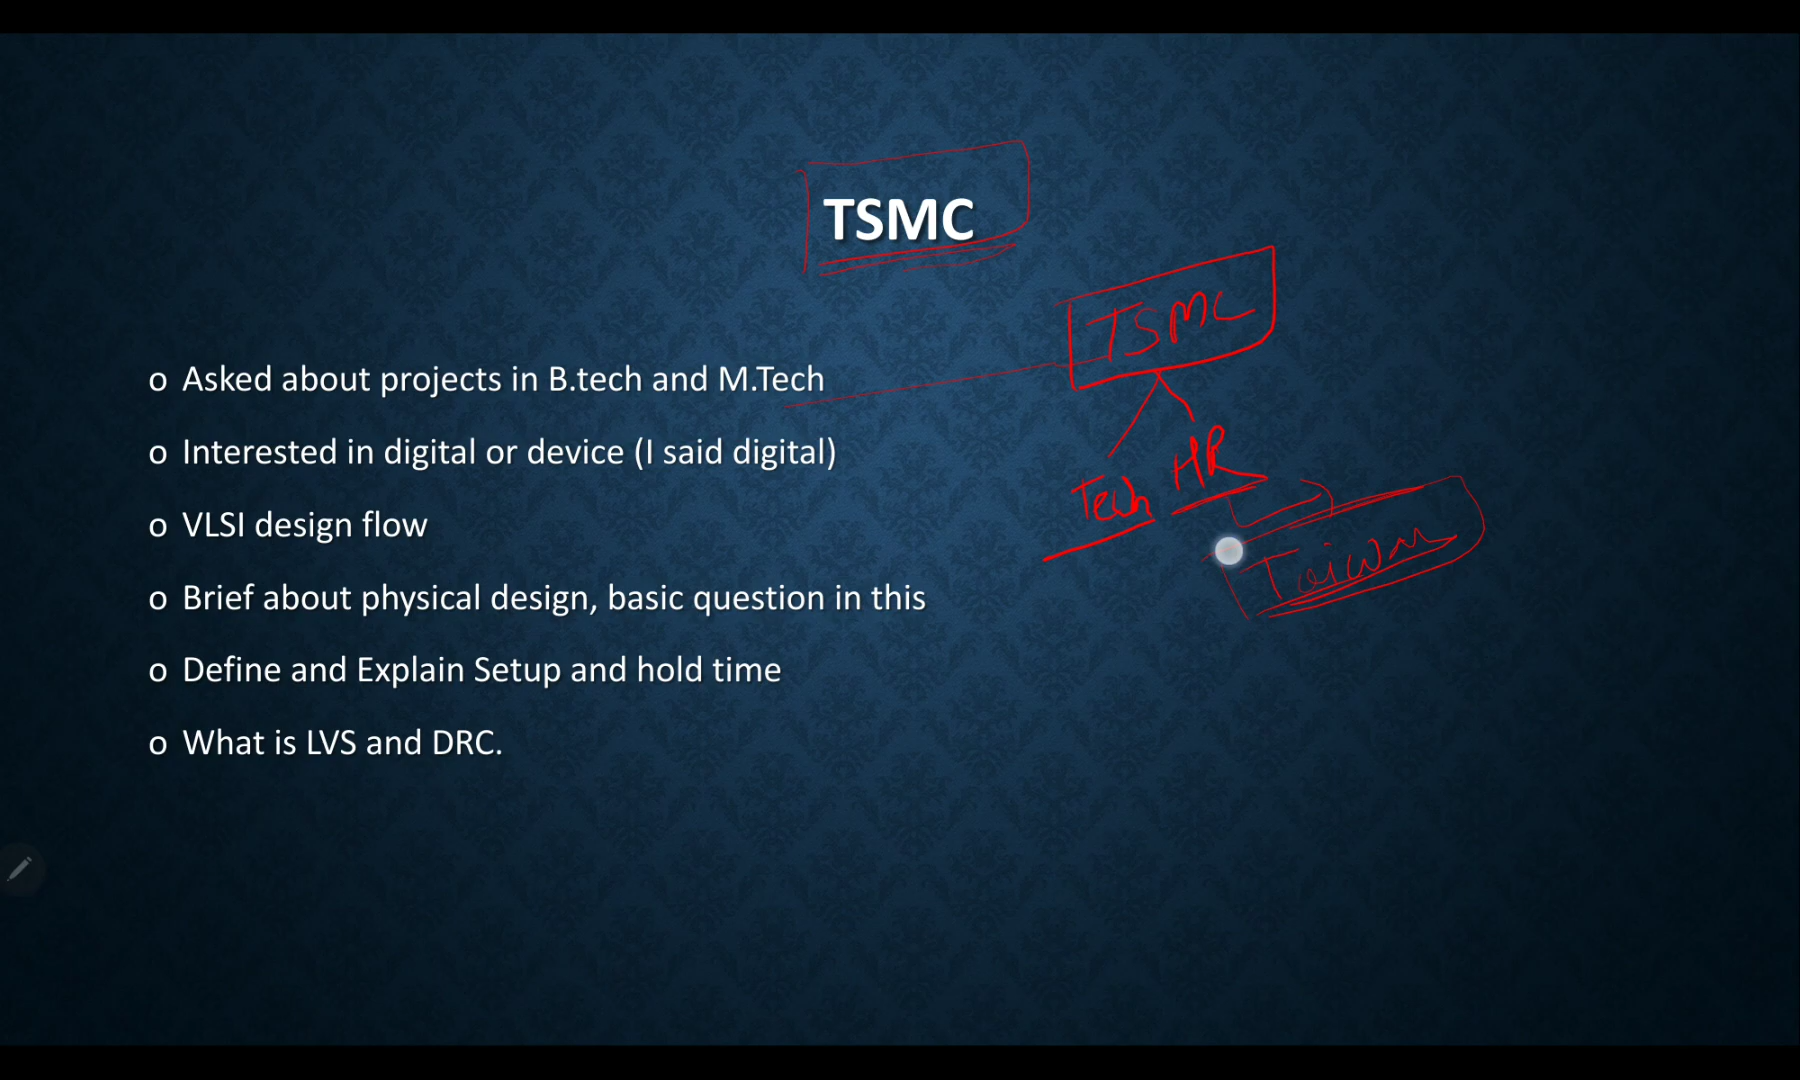 TSMC
TSMC
o Asked about projects in B.tech and M.Tech
o Interested in digital or device (I said digital)
Tech HR
o VLSI design flow
Taiwan
o Brief about physical design, basic question in this
o Define and Explain Setup and hold time
o What is LVS and DRC.